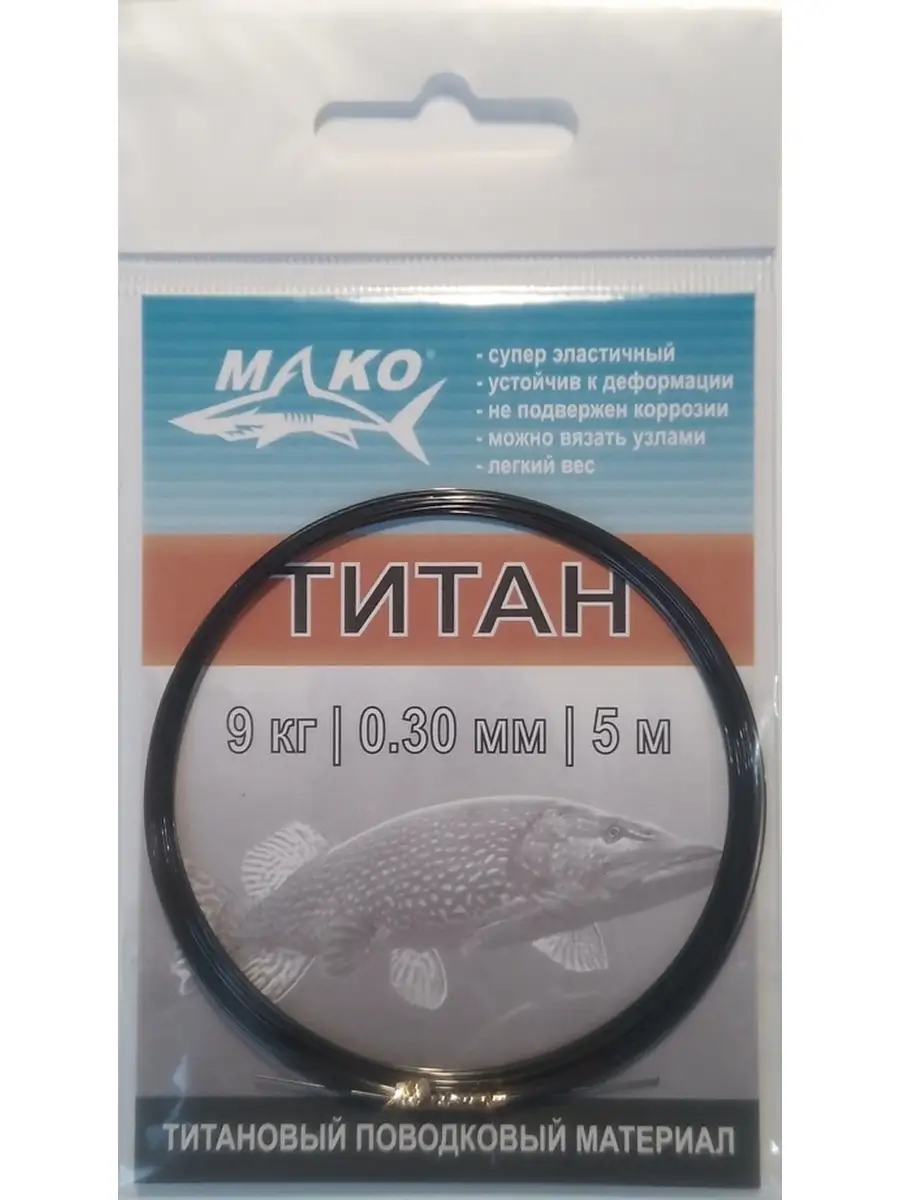 МАКО®
- супер эластичный
- устойчив к деформации
- не подвержен коррозии
- можно вязать узлами
- легкий вес
ТИТАН
9 кг | 0.30 мм | 5 м
ТИТАНОВЫЙ ПОВОДКОВЫЙ МАТЕРИАЛ